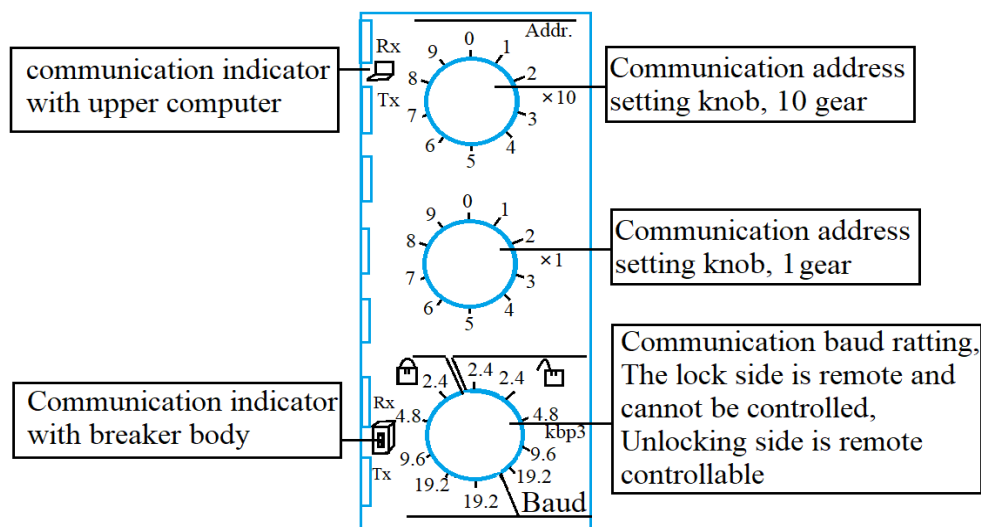 communication indicator
with upper computer
Rx
Tx
Addr.
0
1
2
3
4
5
6
7
8
9
×10
Communication address
setting knob, 10 gear
0
1
2
3
4
5
6
7
8
9
×1
Communication address
setting knob, 1 gear
Communication indicator
with breaker body
Rx
Tx
2.4
2.4
2.4
4.8
4.8
kbp3
9.6
9.6
19.2
19.2
19.2
Baud
Communication baud ratting,
The lock side is remote and
cannot be controlled,
Unlocking side is remote
controllable